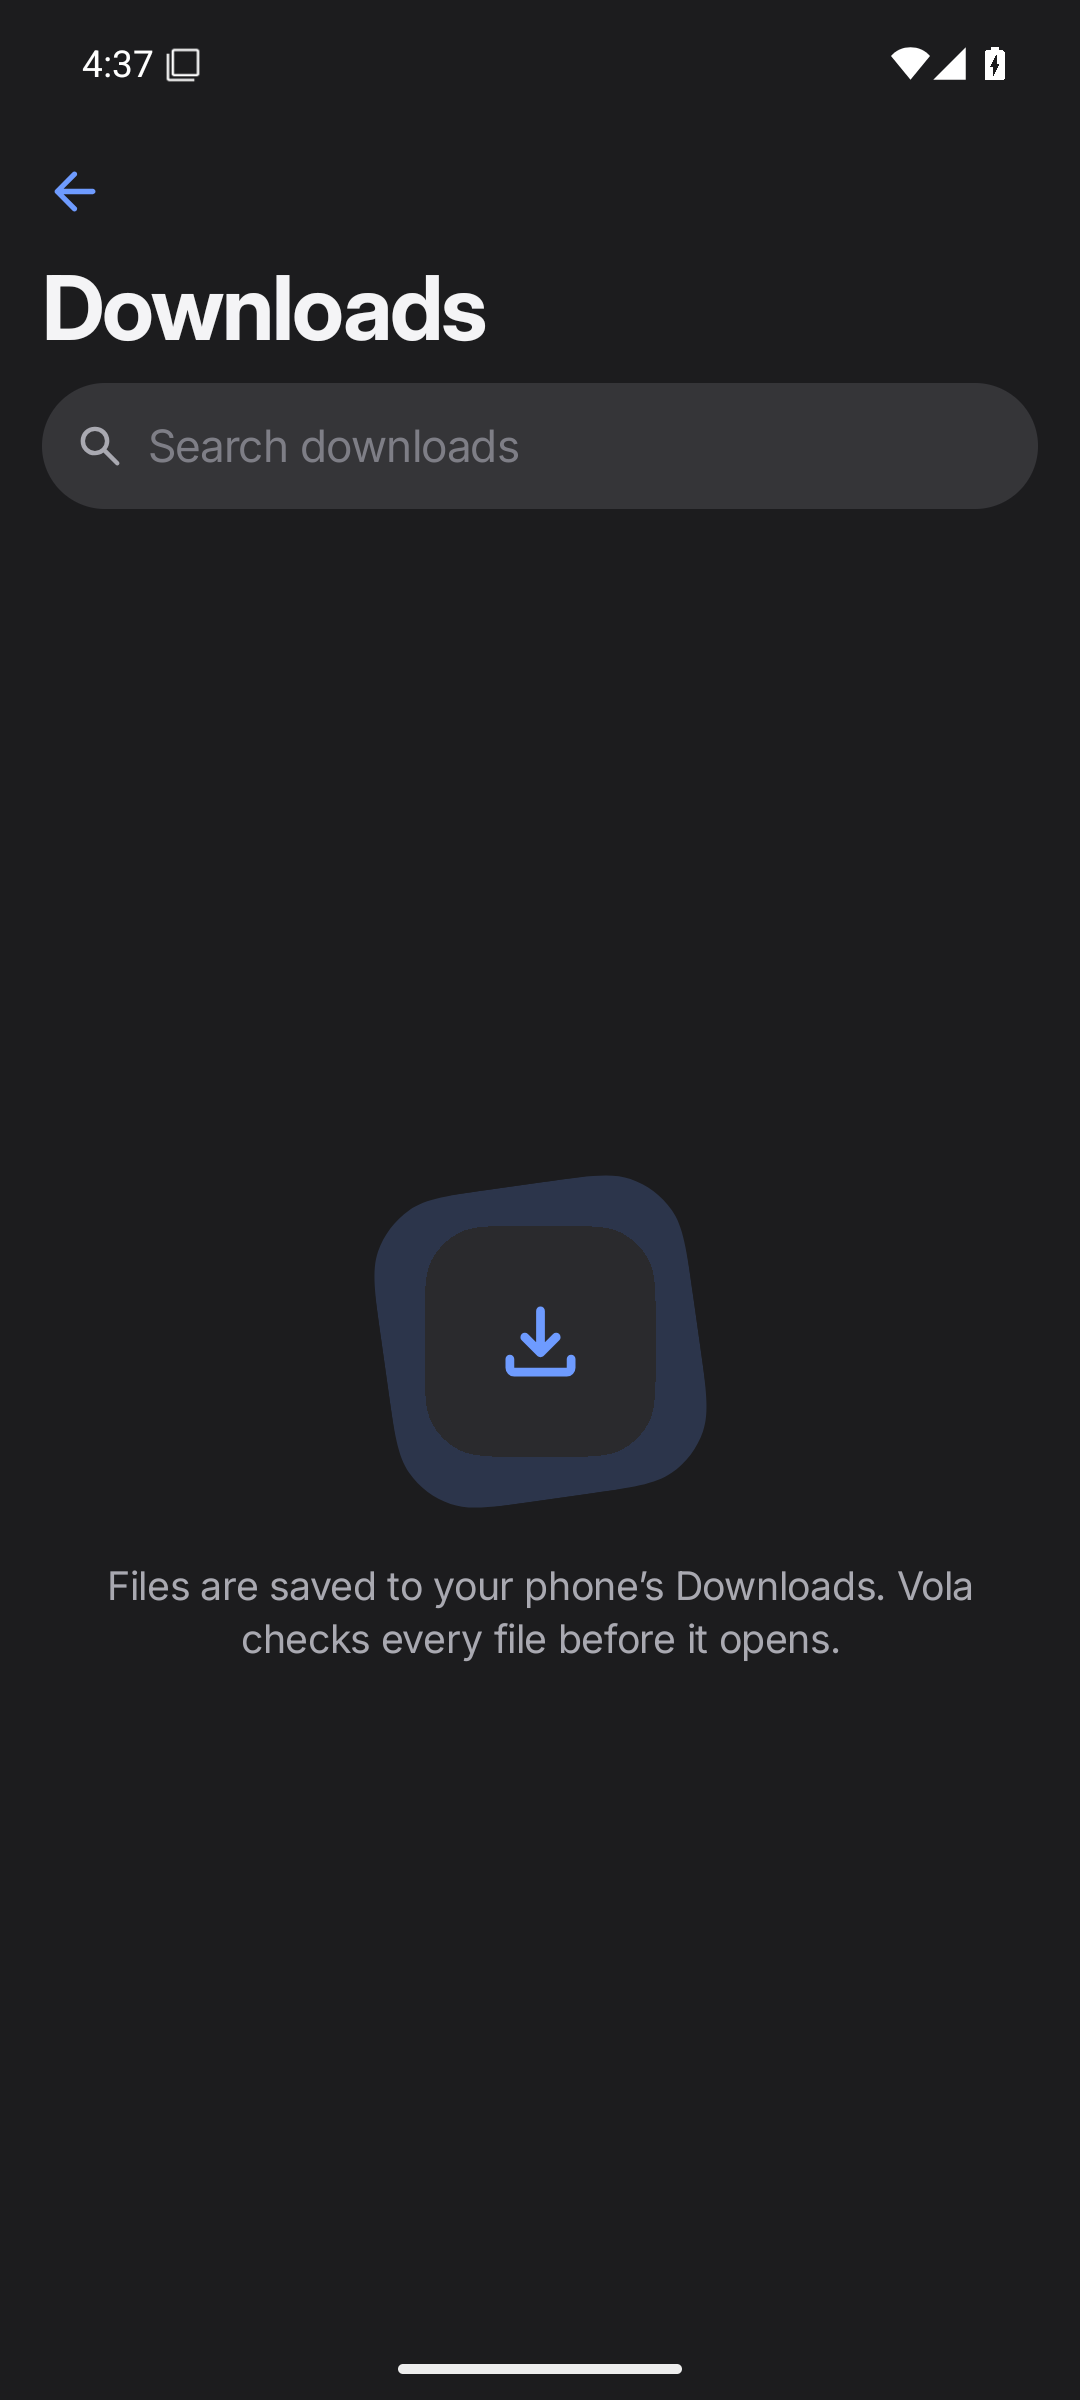 4:37
Downloads
Search downloads
Files are saved to your phone’s Downloads. Vola
checks every file before it opens.